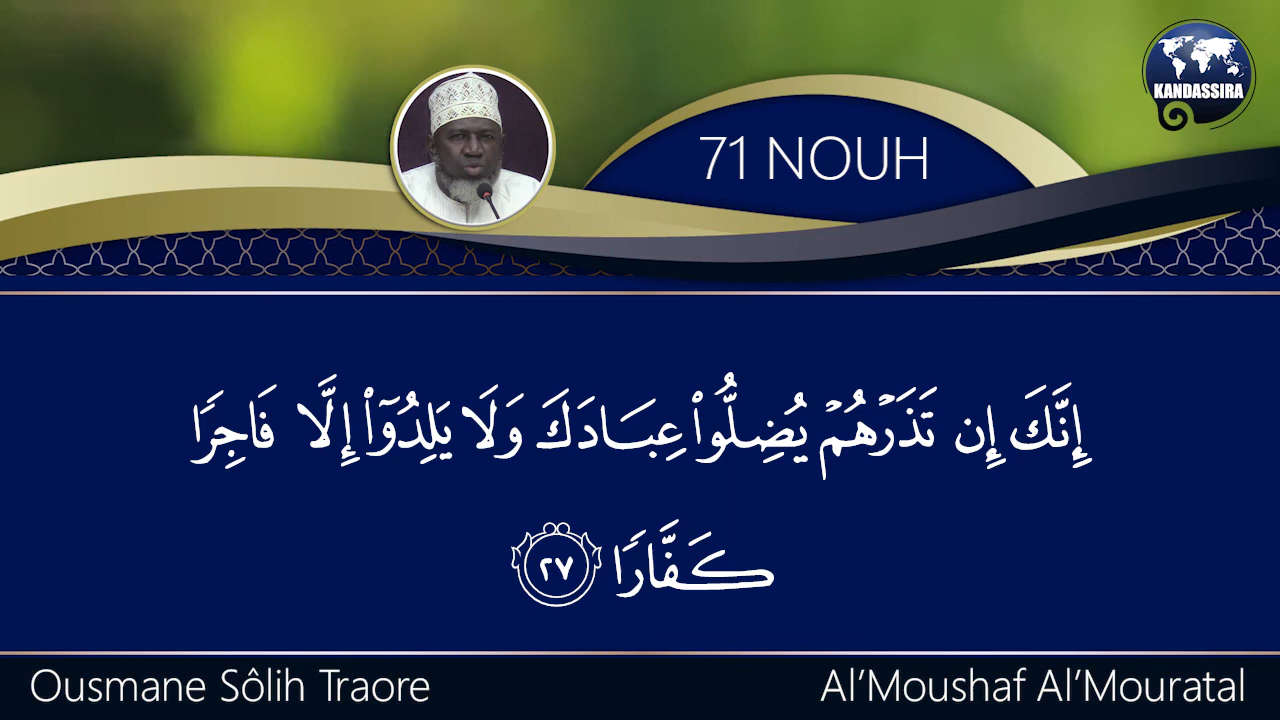 KANDASSIRA
71 NOUH
إِنَّكَ إِن تَذَرْهُمْ يُضِلُّوا۟ عِبَادَكَ وَلَا يَلِدُوٓا۟ إِلَّا فَاجِرًا
كَفَّارًا ٢٧
Ousmane Sôlih Traore
Al’Moushaf Al’Mouratal